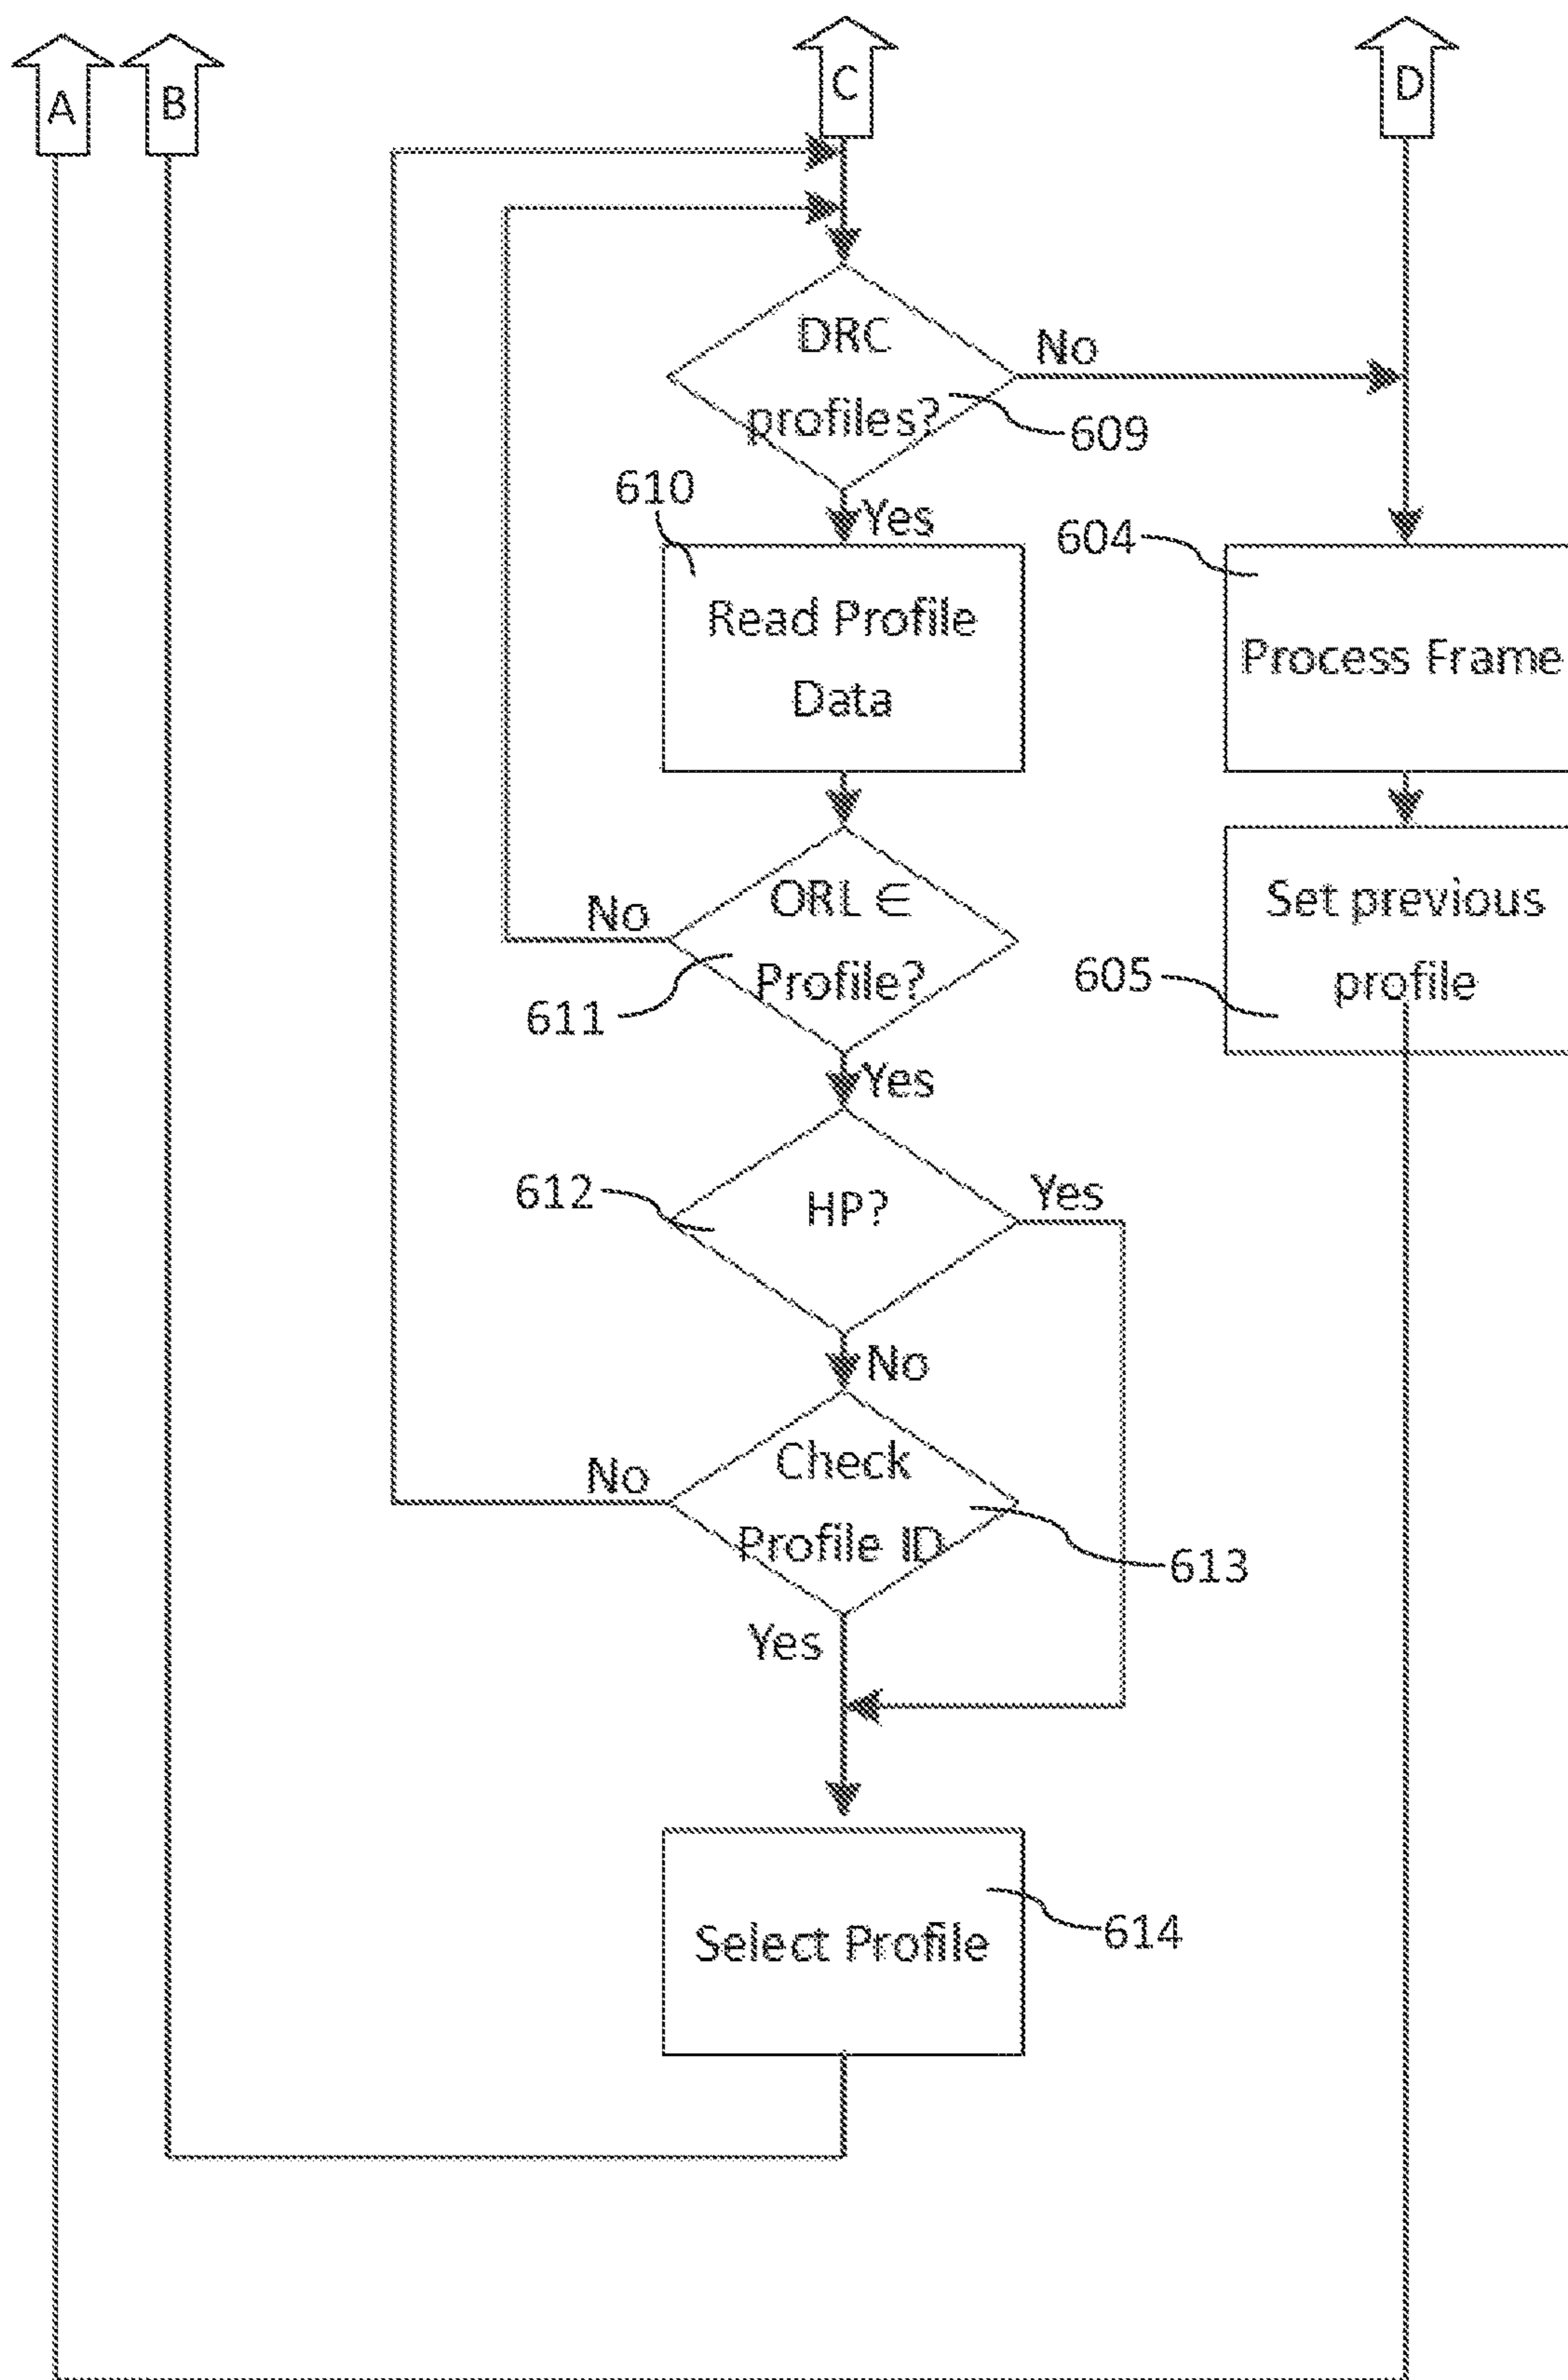 A
B
C
D
DRC
profiles?
No
609
Yes
610
Read Profile
Data
604
Process Frame
ORL ∈
Profile?
No
611
Yes
Set previous
profile
605
HP?
612
Yes
No
Check
Profile ID
No
613
Yes
Select Profile
614